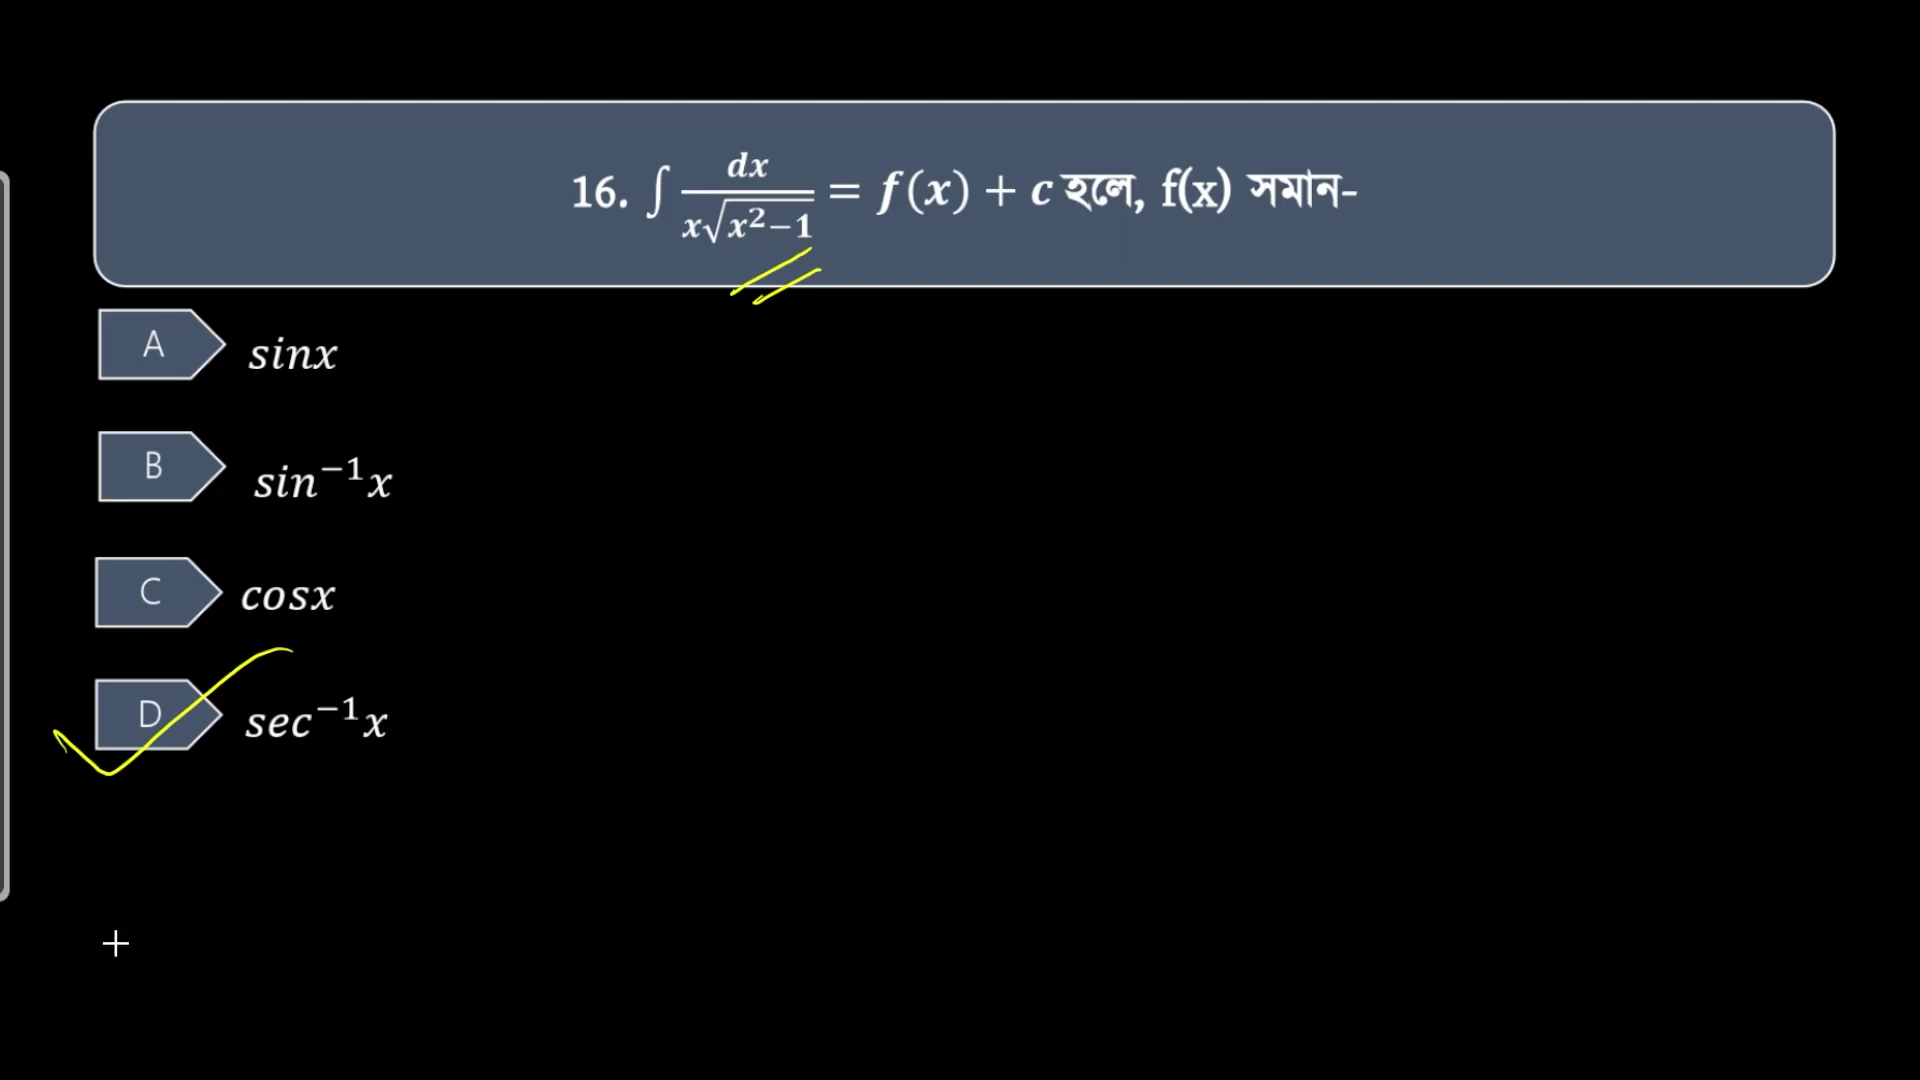 16. ∫ dx / x√x²−1 = f(x) + c হলে, f(x) সমান-
A sinx
B sin⁻¹x
C cosx
D sec⁻¹x